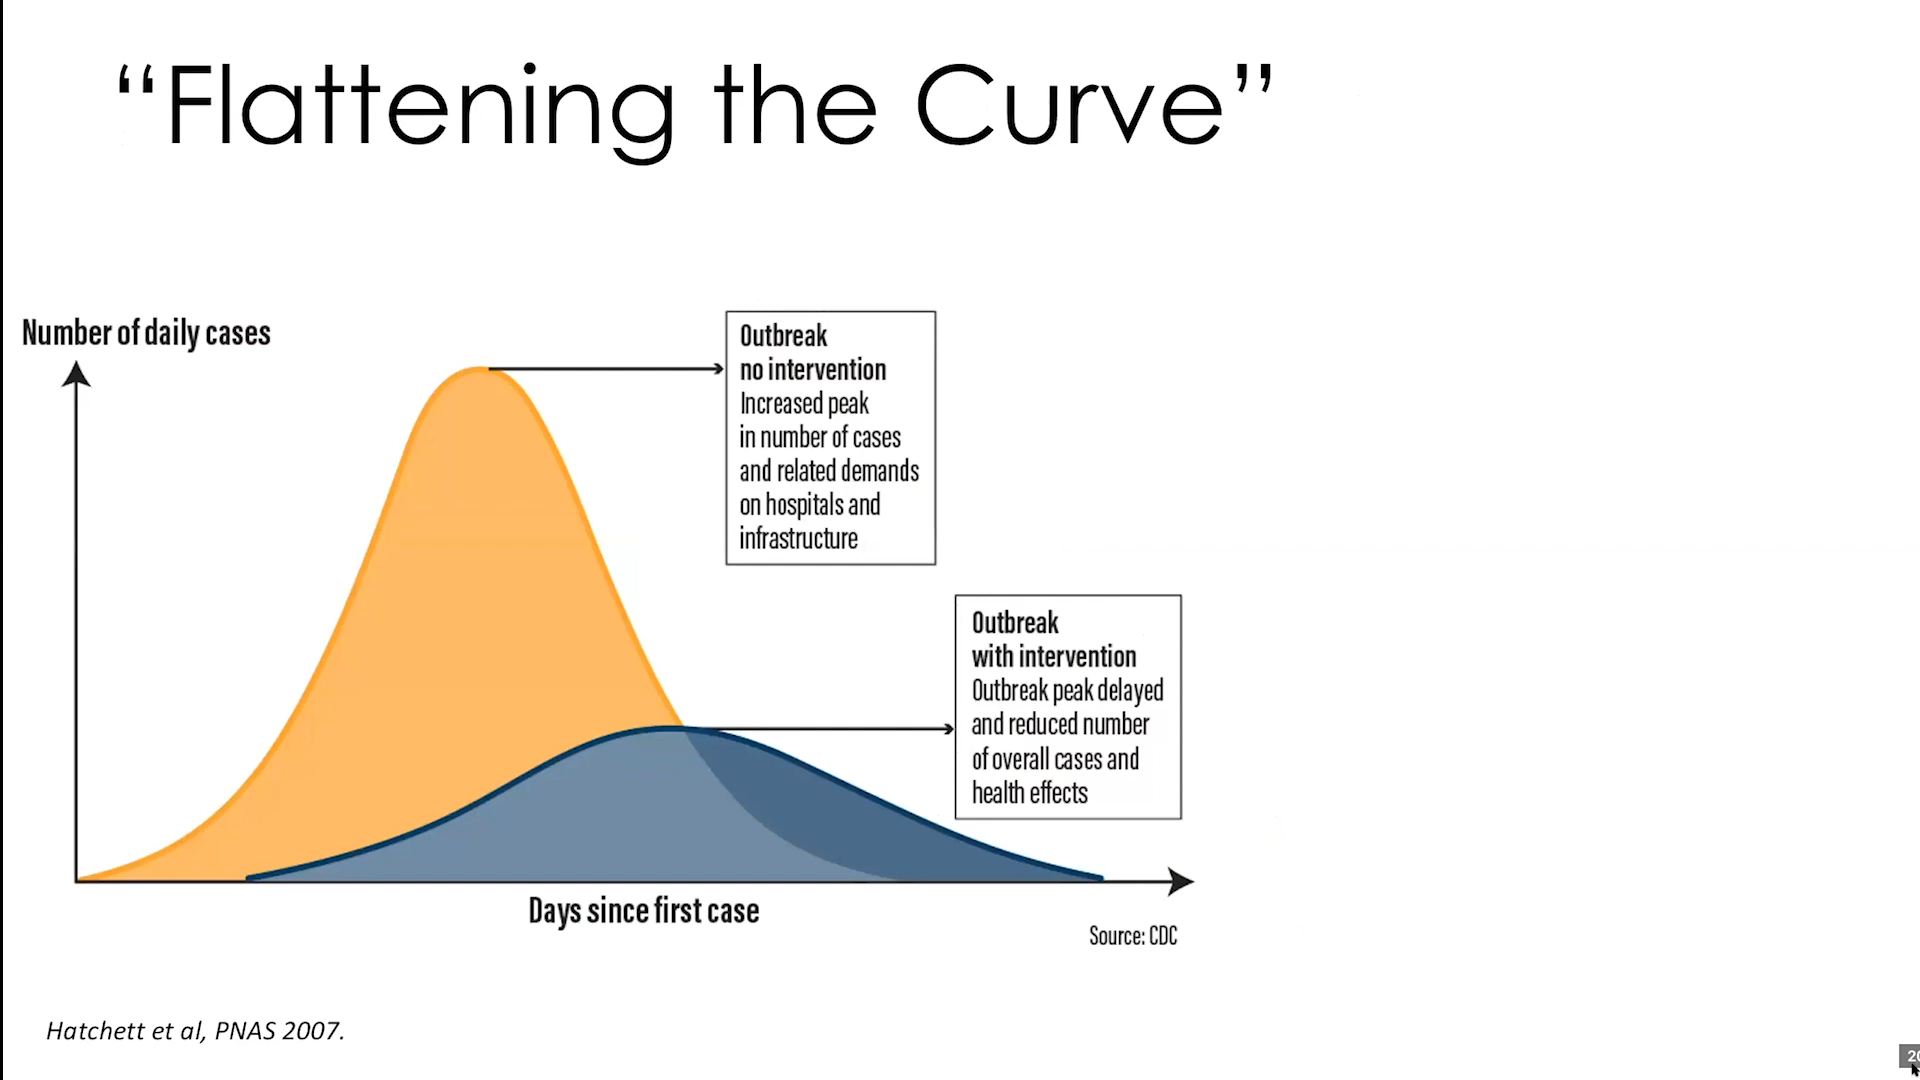 “Flattening the Curve”
Number of daily cases
Outbreak
no intervention
Increased peak
in number of cases
and related demands
on hospitals and
infrastructure
Outbreak
with intervention
Outbreak peak delayed
and reduced number
of overall cases and
health effects
Days since first case
Source: CDC
Hatchett et al, PNAS 2007.